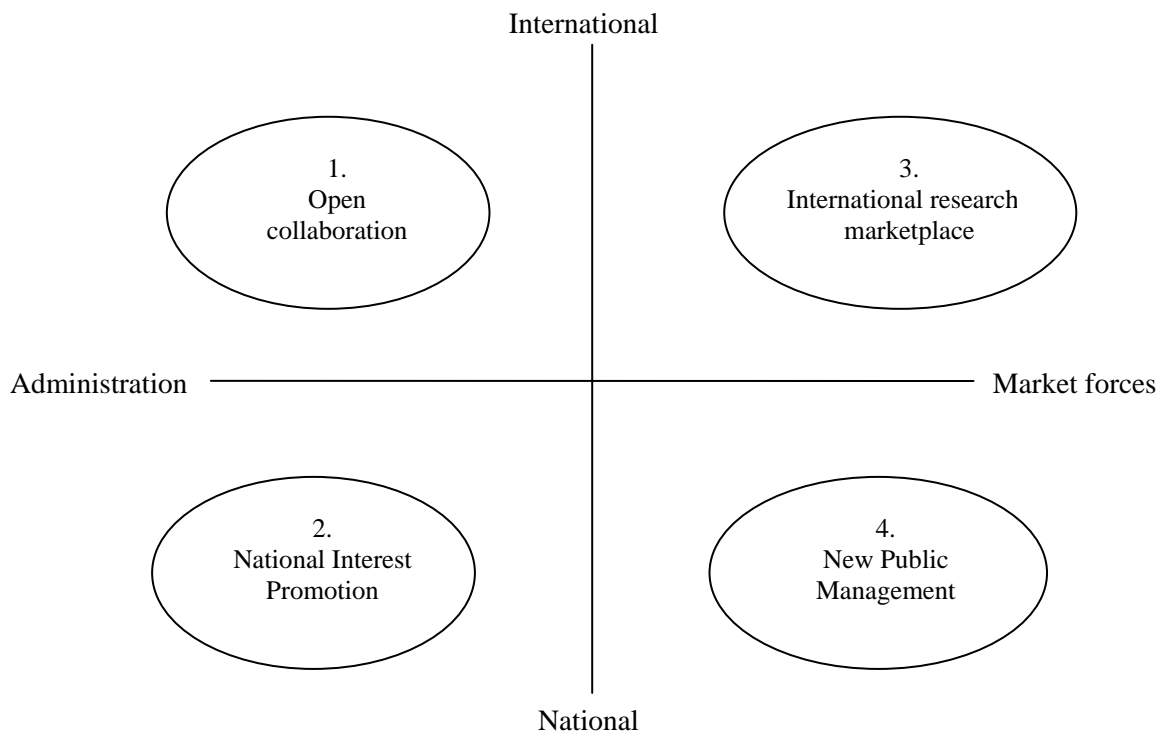 International
1.
Open
collaboration
3.
International research
marketplace
Administration
Market forces
2.
National Interest
Promotion
4.
New Public
Management
National